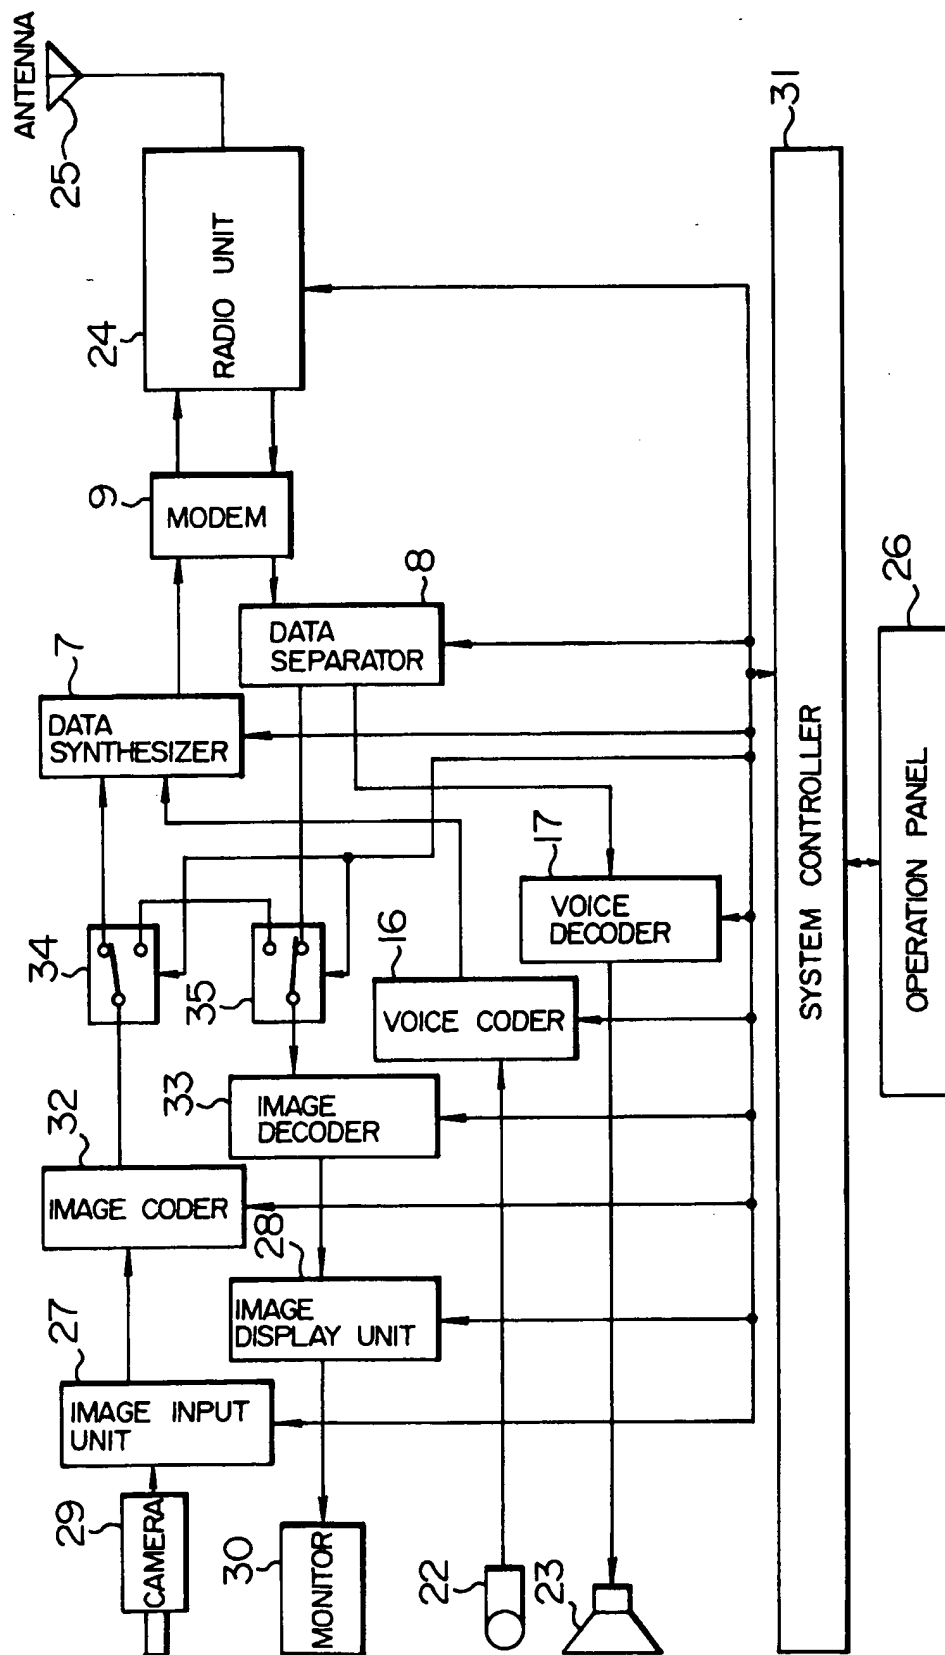 ANTENNA
25
24
RADIO UNIT
9
MODEM
8
DATA
SEPARATOR
7
DATA
SYNTHESIZER
34
35
32
IMAGE CODER
33
IMAGE
DECODER
27
IMAGE INPUT
UNIT
28
IMAGE
DISPLAY UNIT
29
CAMERA
30
MONITOR
16
VOICE CODER
17
VOICE
DECODER
22
23
31
SYSTEM CONTROLLER
26
OPERATION PANEL